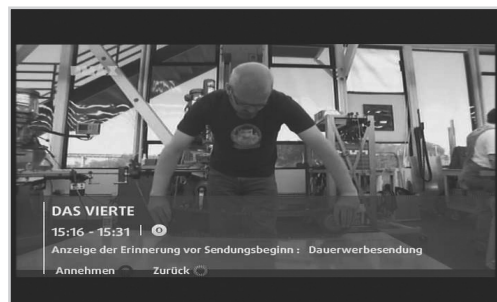 DAS VIERTE
15:16 - 15:31 |
Anzeige der Erinnerung vor Sendungsbeginn : Dauerwerbesendung
Annehmen Zurück